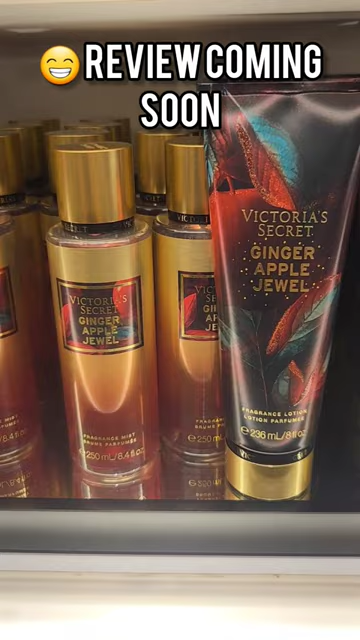 😁 REVIEW COMING
SOON
VICTORIA'S
SECRET
GINGER
APPLE
JEWEL
FRAGRANCE LOTION
LOTION PARFUMÉE
℮ 236 mL/8 fl oz
VICTORIA'S
SECRET
GINGER
APPLE
JEWEL
FRAGRANCE MIST
BRUME PARFUMÉE
℮ 250 mL/8.4 fl oz